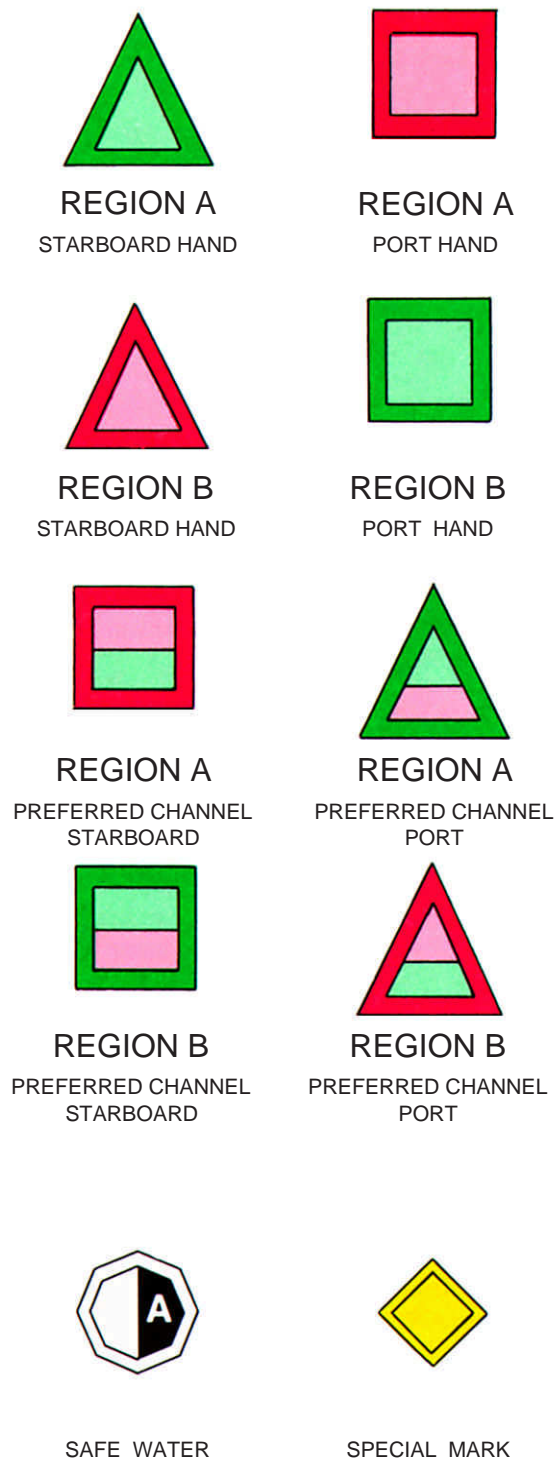 REGION A
STARBOARD HAND
REGION A
PORT HAND
REGION B
STARBOARD HAND
REGION B
PORT HAND
REGION A
PREFERRED CHANNEL
STARBOARD
REGION A
PREFERRED CHANNEL
PORT
REGION B
PREFERRED CHANNEL
STARBOARD
REGION B
PREFERRED CHANNEL
PORT
A
SAFE WATER
SPECIAL MARK